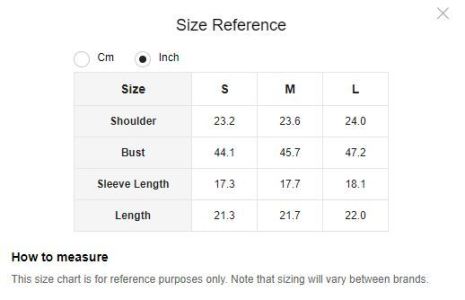 Size Reference
Cm Inch
Size S M L
Shoulder 23.2 23.6 24.0
Bust 44.1 45.7 47.2
Sleeve Length 17.3 17.7 18.1
Length 21.3 21.7 22.0
How to measure
This size chart is for reference purposes only. Note that sizing will vary between brands.